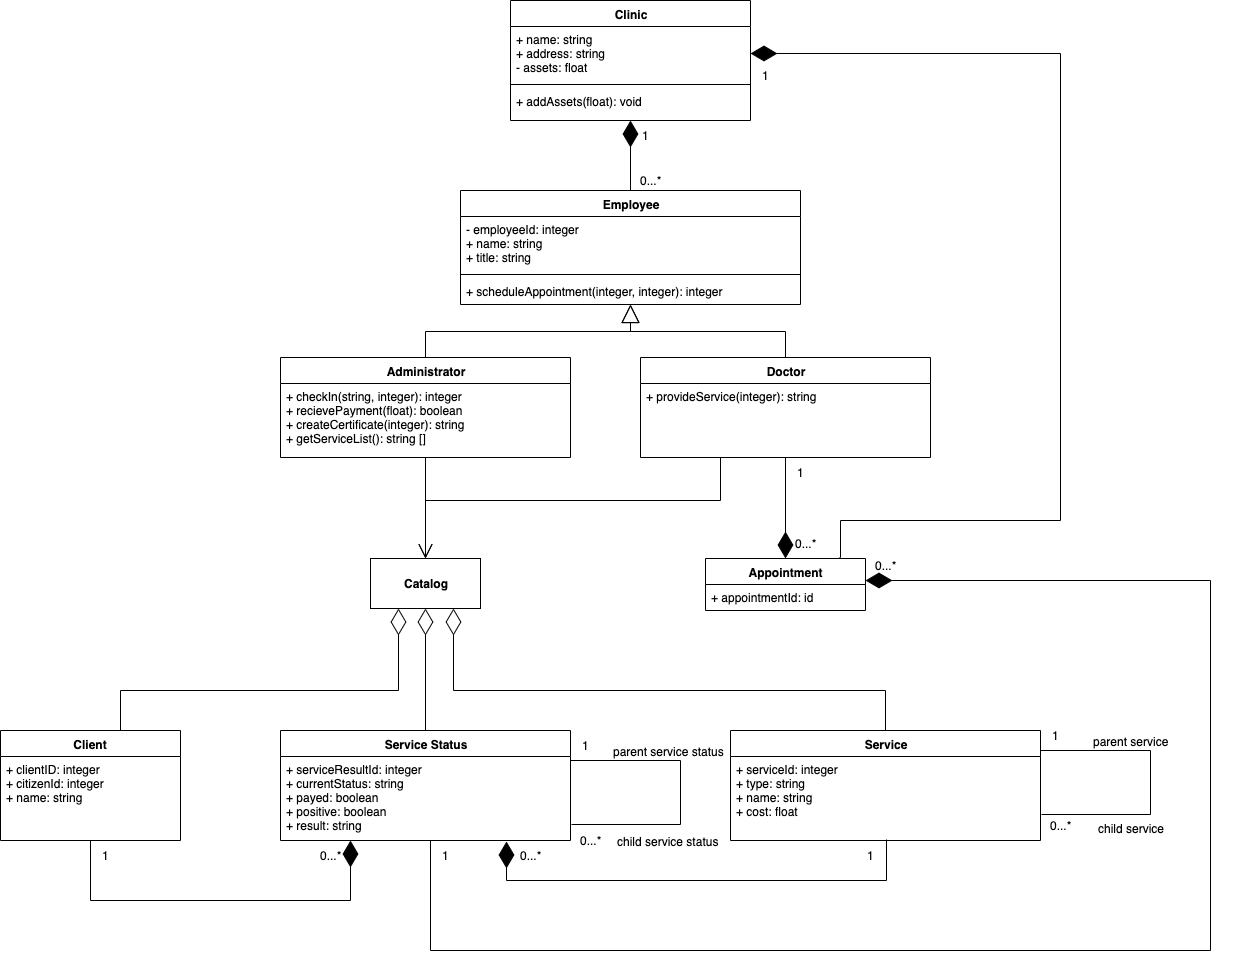 Clinic
+ name: string
+ address: string
- assets: float
1
+ addAssets(float): void
1
0...*
Employee
- employeeId: integer
+ name: string
+ title: string
+ scheduleAppointment(integer, integer): integer
Administrator
+ checkIn(string, integer): integer
+ recievePayment(float): boolean
+ createCertificate(integer): string
+ getServiceList(): string []
Doctor
+ provideService(integer): string
1
0...*
Catalog
Appointment
+ appointmentId: id
0...*
Client
+ clientID: integer
+ citizenId: integer
+ name: string
1
Service Status
+ serviceResultId: integer
+ currentStatus: string
+ payed: boolean
+ positive: boolean
+ result: string
1
parent service status
0...*
child service status
0...*
1
0...*
Service
+ serviceId: integer
+ type: string
+ name: string
+ cost: float
1
parent service
0...*
child service
1